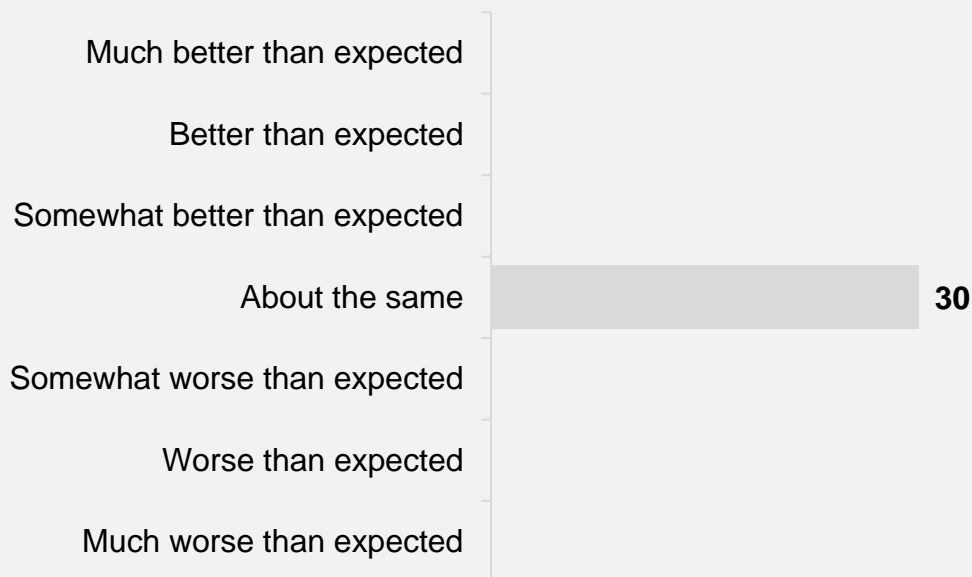 Much better than expected
Better than expected
Somewhat better than expected
About the same 30
Somewhat worse than expected
Worse than expected
Much worse than expected